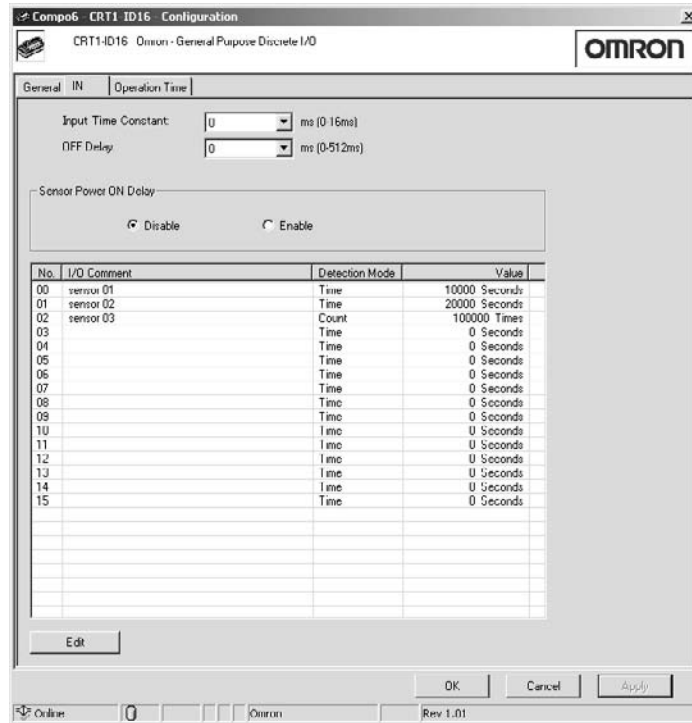 Compo6 - CRT1-ID16 - Configuration
CRT1-ID16 Omron - General Purpose Discrete I/O
OMRON
General IN Operation Time
Input Time Constant: 0 ms (0-16ms)
OFF Delay 0 ms (0-512ms)
Sensor Power ON Delay
Disable Enable
No. I/O Comment Detection Mode Value
00 sensor 01 Time 10000 Seconds
01 sensor 02 Time 20000 Seconds
02 sensor 03 Count 100000 Times
03 Time 0 Seconds
04 Time 0 Seconds
05 Time 0 Seconds
06 Time 0 Seconds
07 Time 0 Seconds
08 Time 0 Seconds
09 Time 0 Seconds
10 Time 0 Seconds
11 Time 0 Seconds
12 Time 0 Seconds
13 Time 0 Seconds
14 Time 0 Seconds
15 Time 0 Seconds
Edit
OK Cancel Apply
Online 0 Omron Rev 1.01